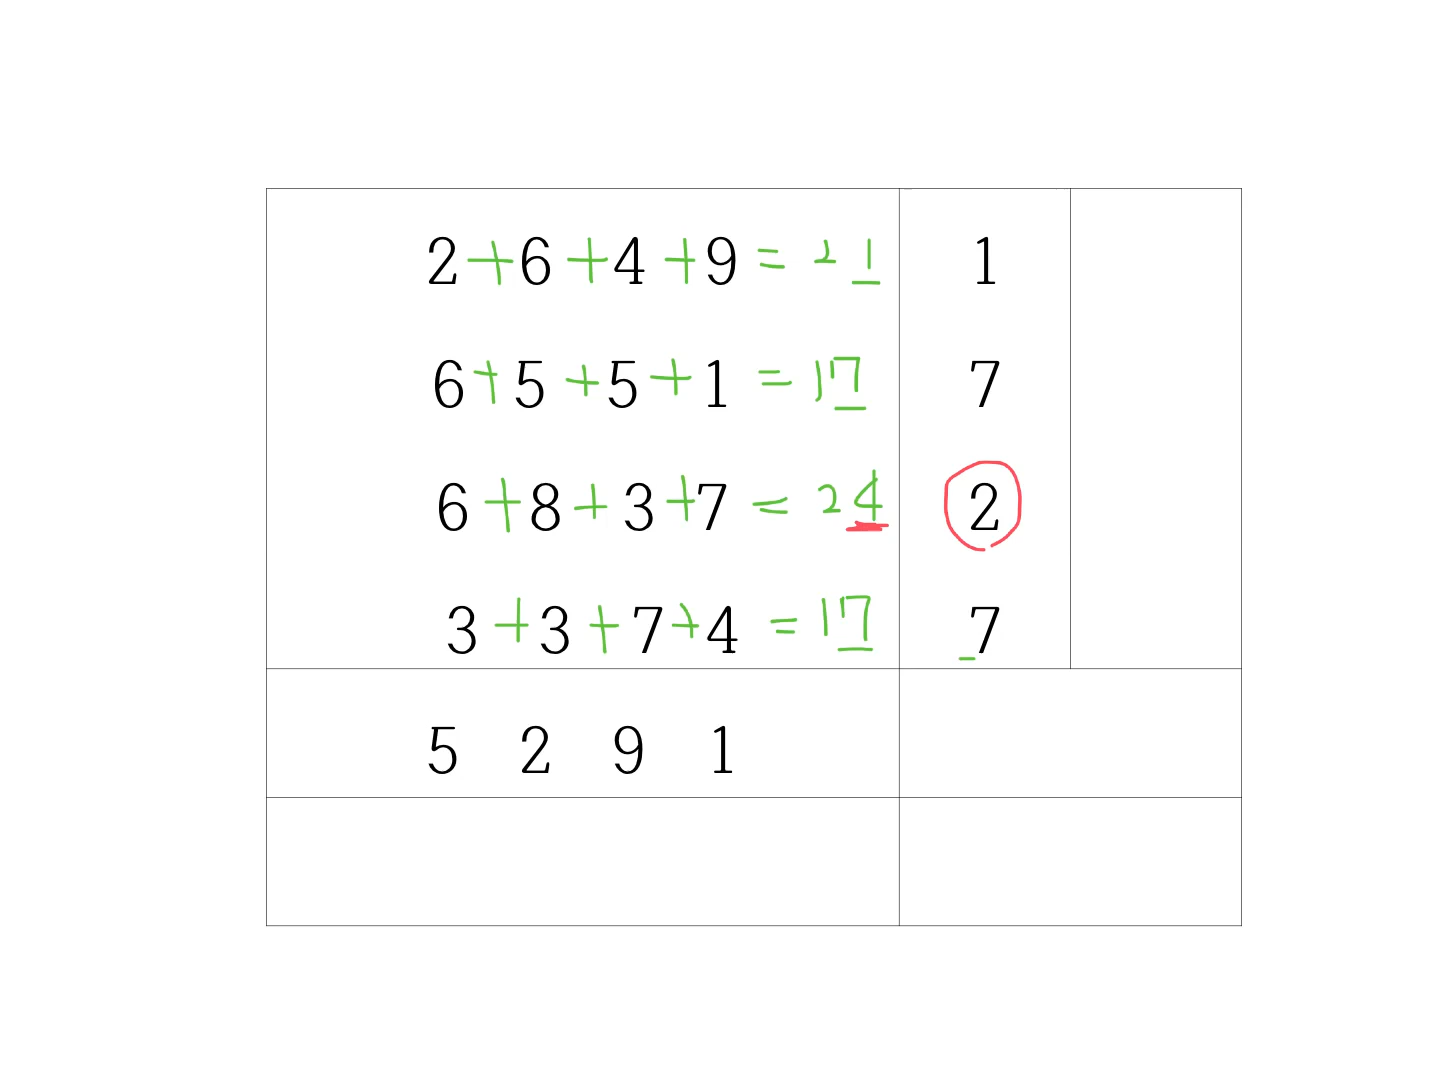 2+6+4+9=21 1
6+5+5+1=17 7
6+8+3+7=24 2
3+3+7+4=17 7
5 2 9 1